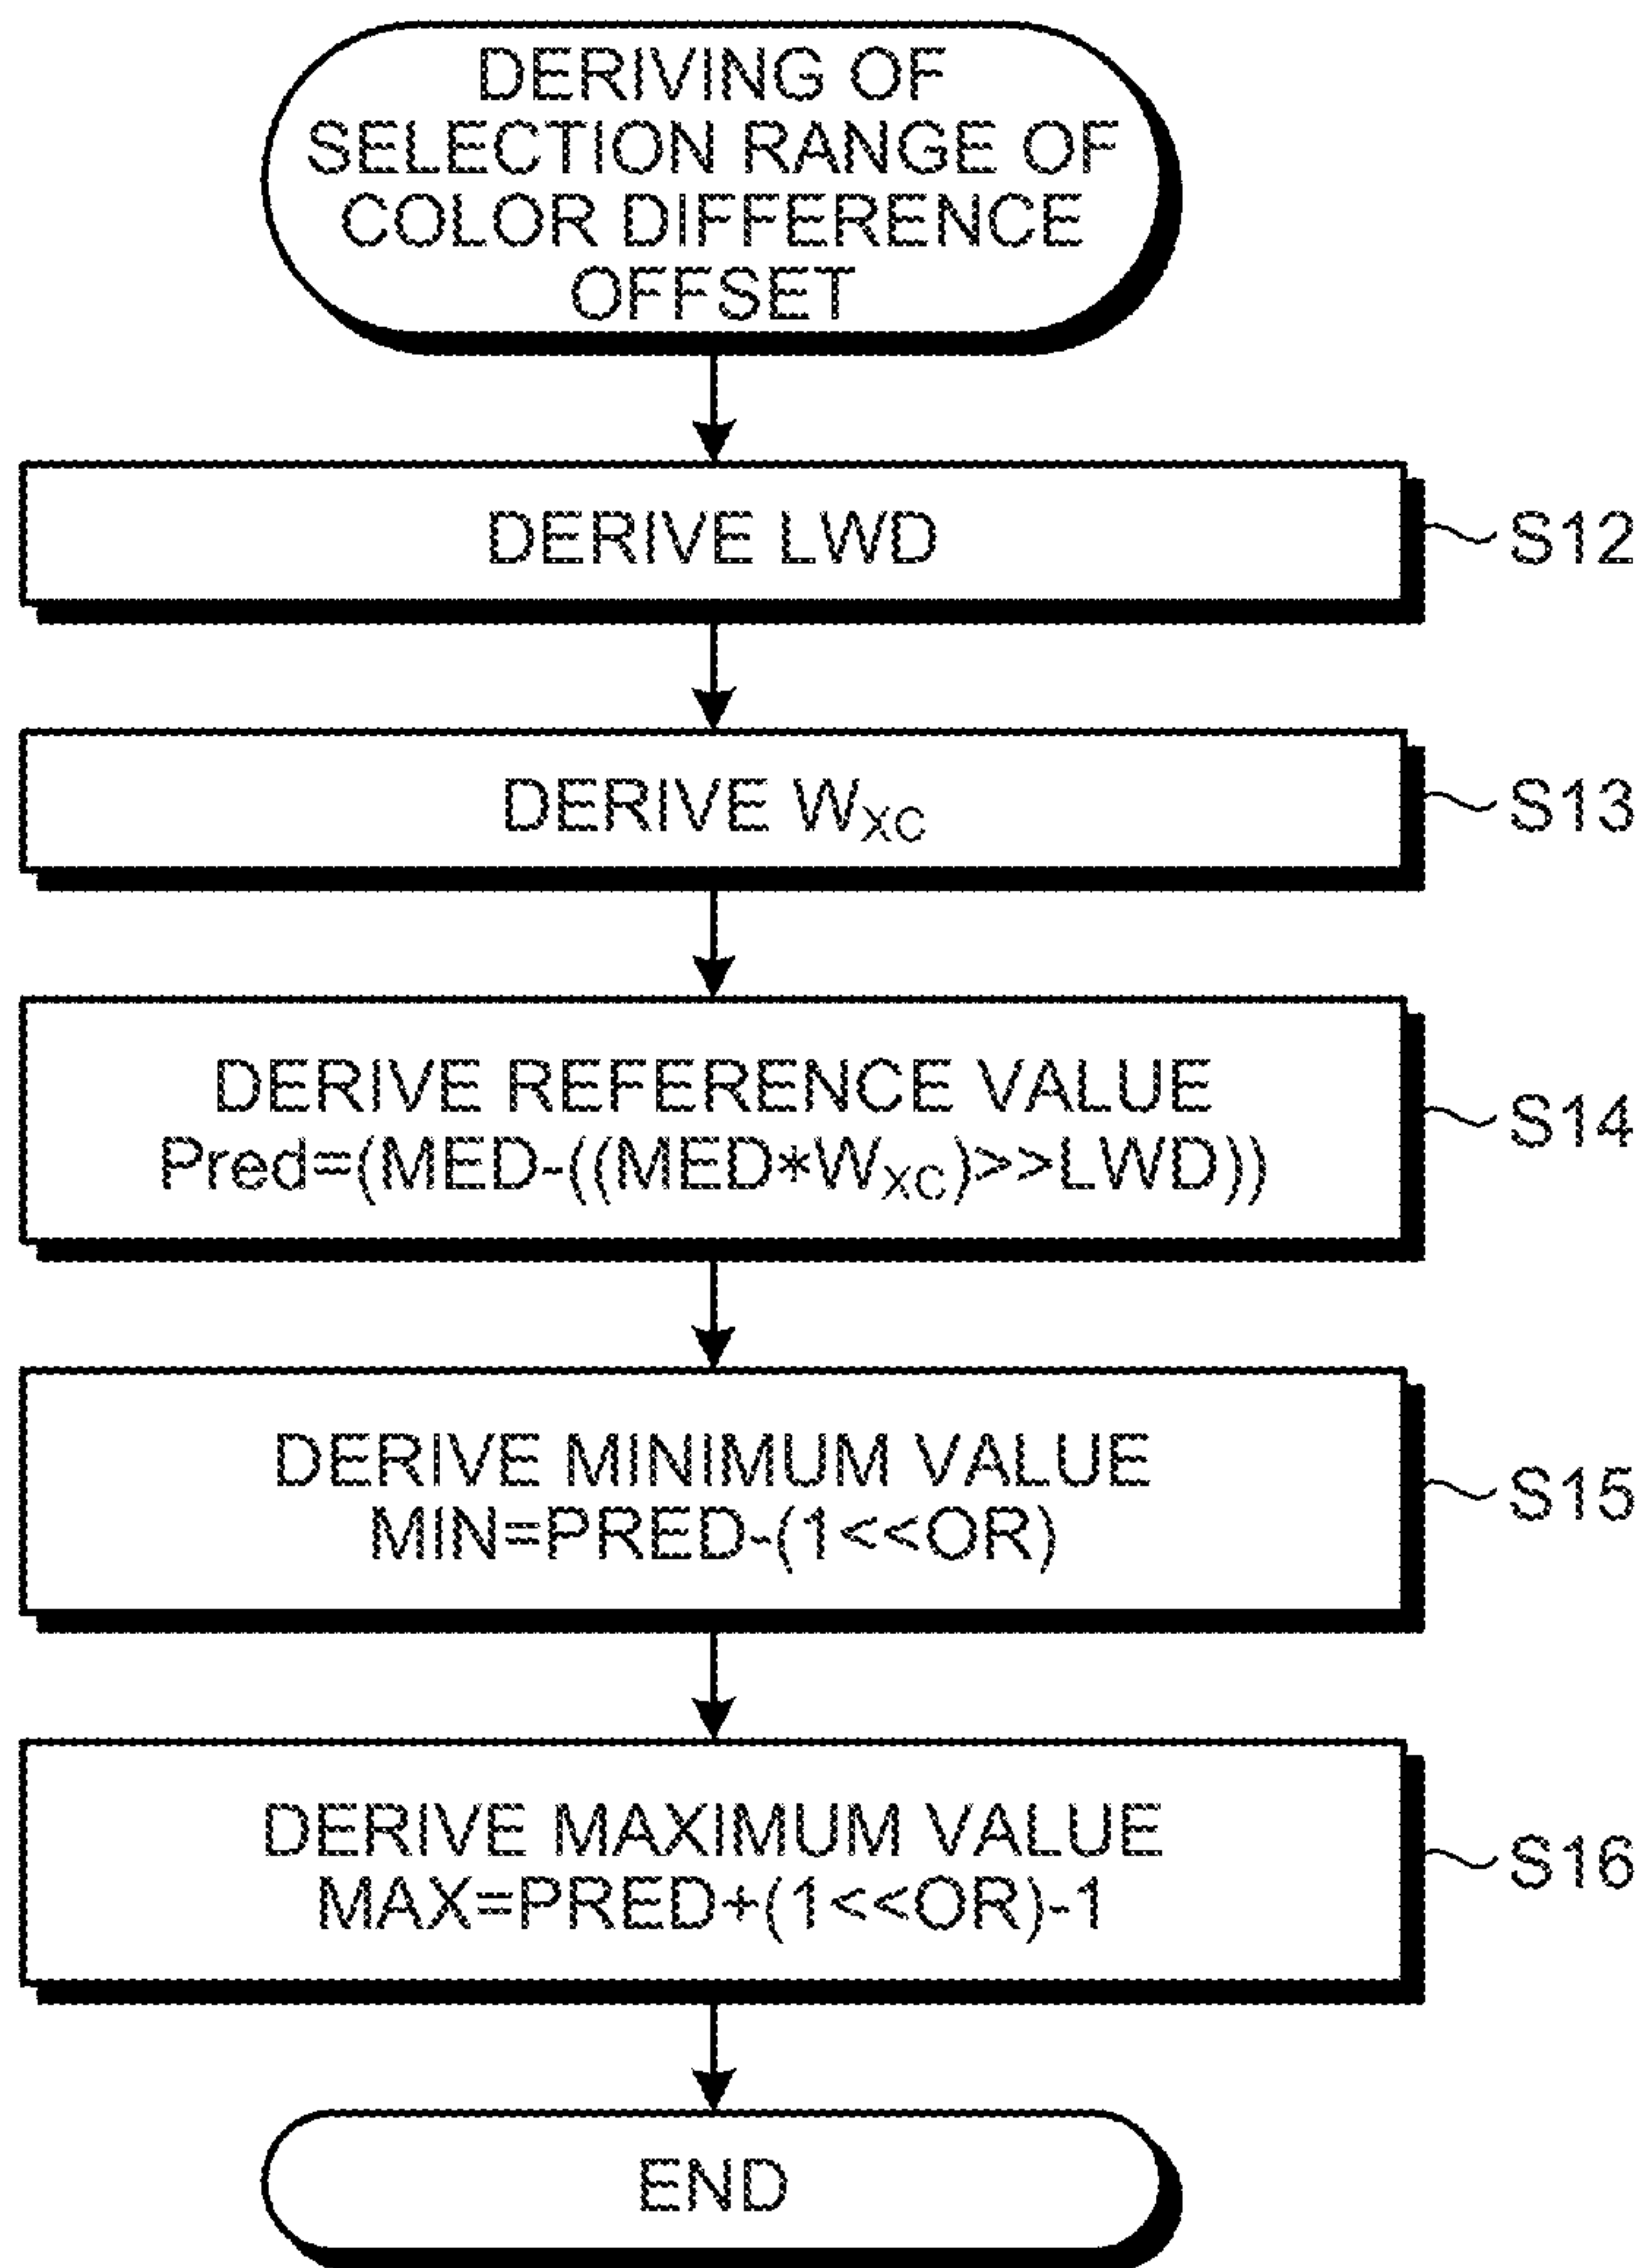 DERIVING OF
SELECTION RANGE OF
COLOR DIFFERENCE
OFFSET
DERIVE LWD
S12
DERIVE WXC
S13
DERIVE REFERENCE VALUE
Pred=(MED-((MED*WXC)>>LWD))
S14
DERIVE MINIMUM VALUE
MIN=PRED-(1<<OR)
S15
DERIVE MAXIMUM VALUE
MAX=PRED+(1<<OR)-1
S16
END